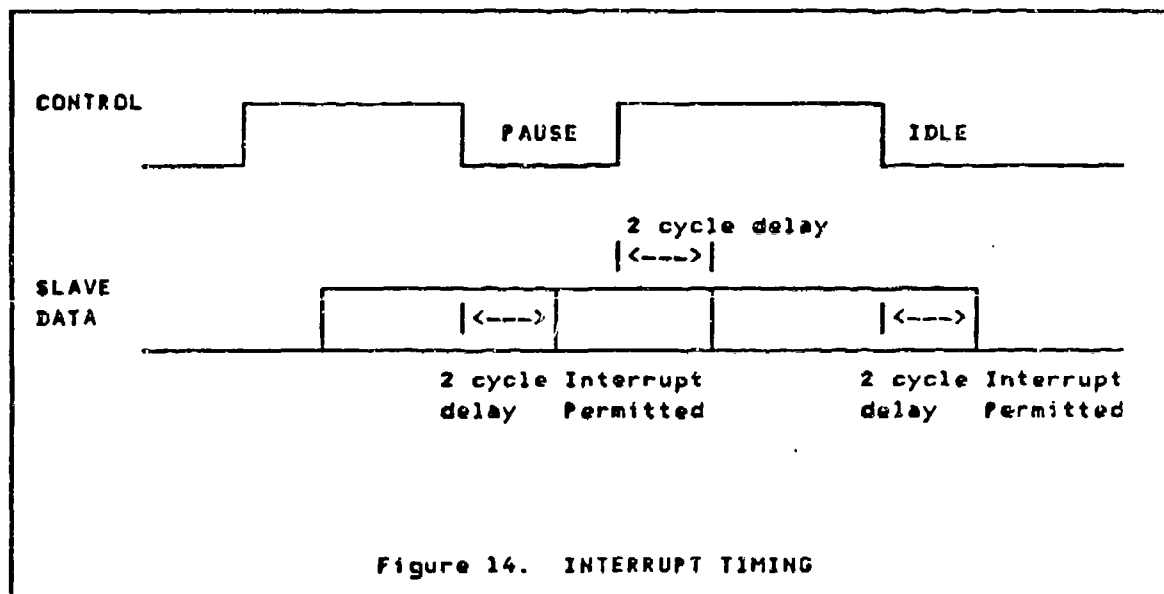 CONTROL
PAUSE
IDLE
2 cycle delay
|<--->|
SLAVE
DATA
|<--->
|<--->
2 cycle Interrupt
delay Permitted
2 cycle Interrupt
delay Permitted
Figure 14. INTERRUPT TIMING